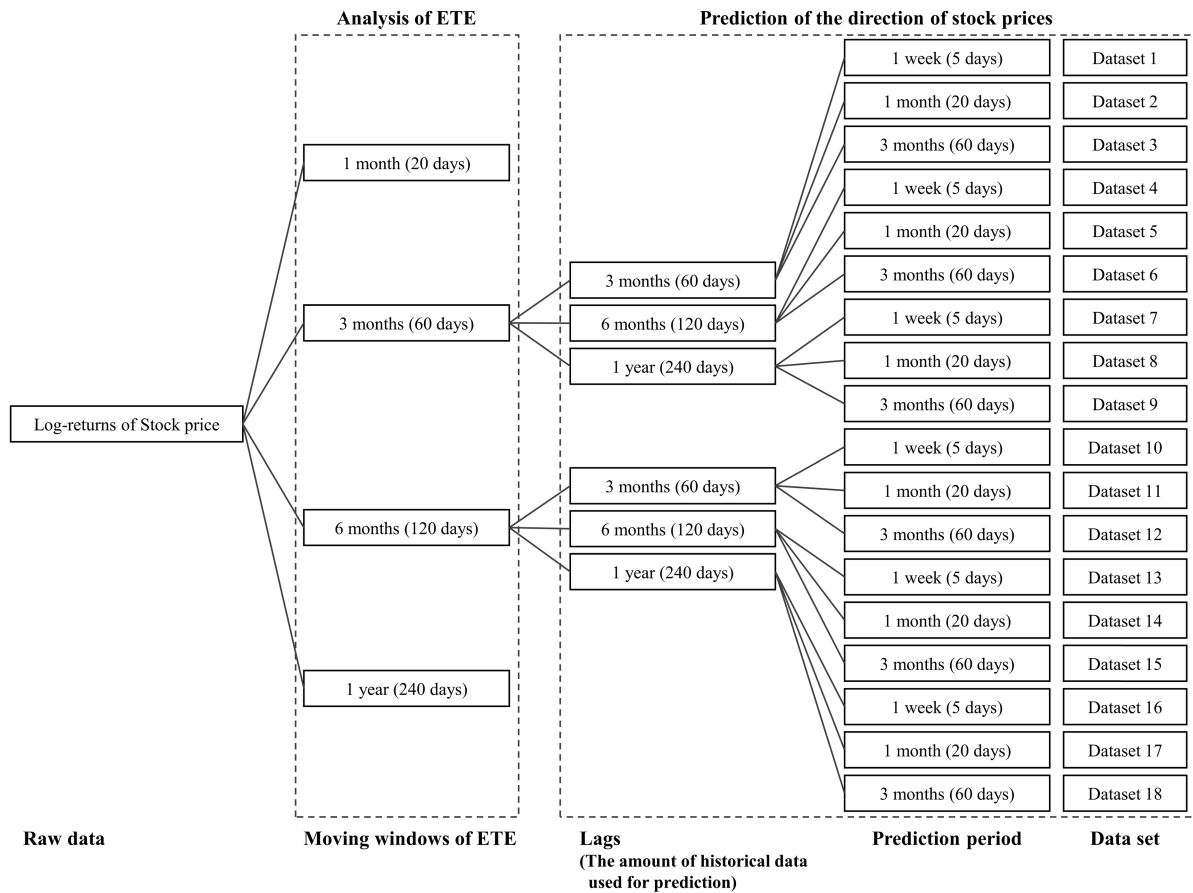 Analysis of ETE
Prediction of the direction of stock prices
Log-returns of Stock price
1 month (20 days)
3 months (60 days)
6 months (120 days)
1 year (240 days)
3 months (60 days)
6 months (120 days)
1 year (240 days)
3 months (60 days)
6 months (120 days)
1 year (240 days)
1 week (5 days) Dataset 1
1 month (20 days) Dataset 2
3 months (60 days) Dataset 3
1 week (5 days) Dataset 4
1 month (20 days) Dataset 5
3 months (60 days) Dataset 6
1 week (5 days) Dataset 7
1 month (20 days) Dataset 8
3 months (60 days) Dataset 9
1 week (5 days) Dataset 10
1 month (20 days) Dataset 11
3 months (60 days) Dataset 12
1 week (5 days) Dataset 13
1 month (20 days) Dataset 14
3 months (60 days) Dataset 15
1 week (5 days) Dataset 16
1 month (20 days) Dataset 17
3 months (60 days) Dataset 18
Raw data
Moving windows of ETE
Lags
(The amount of historical data
used for prediction)
Prediction period
Data set